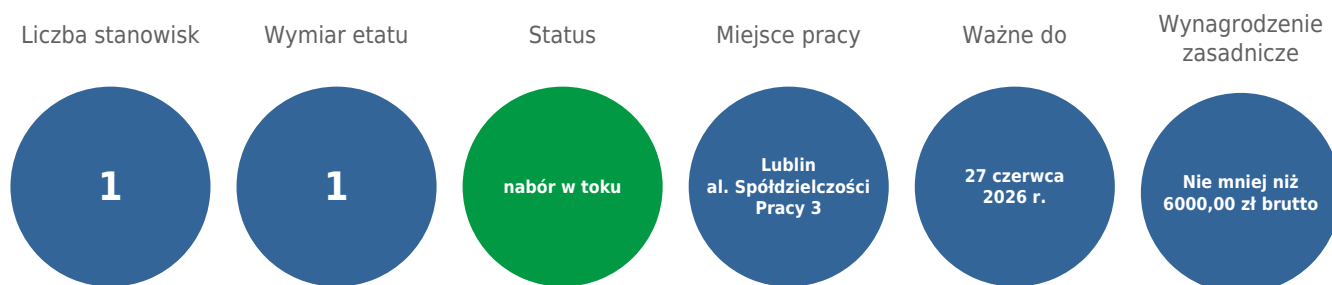 Liczba stanowisk
1
Wymiar etatu
1
Status
nabór w toku
Miejsce pracy
Lublin
al. Spółdzielczości
Pracy 3
Ważne do
27 czerwca
2026 r.
Wynagrodzenie
zasadnicze
Nie mniej niż
6000,00 zł brutto